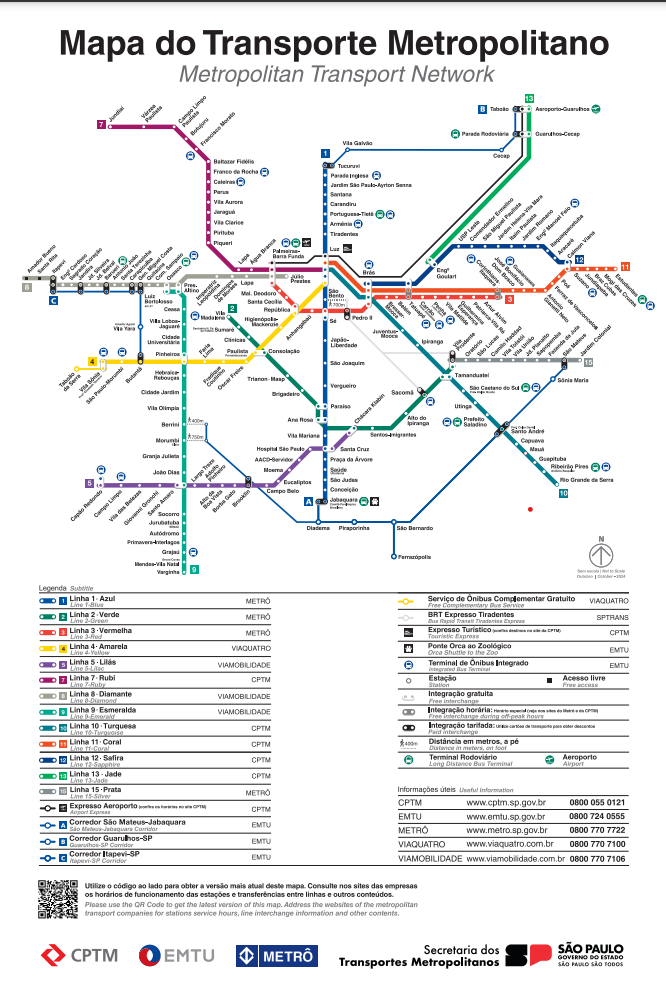 Mapa do Transporte Metropolitano
Metropolitan Transport Network
7
Jundiaí
Várzea Paulista
Campo Limpo Paulista
Botujuru
Francisco Morato
Baltazar Fidélis
Franco da Rocha
Caieiras
Perus
Vila Aurora
Jaraguá
Vila Clarice
Pirituba
Piqueri
Lapa
Água Branca
Palmeiras-Barra Funda
1
Tucuruvi
Parada Inglesa
Jardim São Paulo-Ayrton Senna
Santana
Carandiru
Portuguesa-Tietê
Armênia
Tiradentes
Luz
Vila Galvão
B
Taboão
Parada Rodoviária
Cecap
13
Aeroporto-Guarulhos
Guarulhos-Cecap
Engº Goulart
USP Leste
Comendador Ermelino
São Miguel Paulista
Jardim Helena-Vila Mara
Itaim Paulista
Jardim Romano
Engº Manoel Feio
Itaquaquecetuba
Aracaré
Calmon Viana
12
11
Suzano
Jundiapeba
Braz Cubas
Mogi das Cruzes
Estudantes
Poá
Ferraz de Vasconcelos
Antonio Gianetti Neto
Guaianases
José Bonifácio
Dom Bosco
Corinthians-Itaquera
3
Amador Bueno
Santa Rita
Itapevi
Engº Cardoso
Sagrado Coração
Jandira
Jd. Silveira
Jd. Belval
Barueri
Antonio João
Santa Terezinha
Carapicuíba
Gen. Miguel Costa
Quitaúna
Com. Sampaio
Osasco
8
C
Pres. Altino
Imperatriz Leopoldina
Domingos de Moraes
Luiz Bortolosso
Ceasa
Villa Lobos-Jaguaré
Vila Yara
Cidade Universitária
Pinheiros
Hebraica-Rebouças
Cidade Jardim
Vila Olímpia
Berrini
400m
Morumbi
750m
Granja Julieta
João Dias
Santo Amaro
Socorro
Jurubatuba
Autódromo
Primavera-Interlagos
Grajaú
Mendes-Vila Natal
Varginha
9
4
Taboão da Serra
Vila Sônia
São Paulo-Morumbi
Butantã
Faria Lima
Fradique Coutinho
Oscar Freire
Paulista
Consolação
Higienópolis-Mackenzie
2
Vila Madalena
Sumaré
Clínicas
Trianon-Masp
Brigadeiro
Mal. Deodoro
Santa Cecília
República
Anhangabaú
Júlio Prestes
São Bento
Pedro II
Sé
Brás
Japão-Liberdade
São Joaquim
Vergueiro
Paraíso
Ana Rosa
Vila Mariana
Santa Cruz
Praça da Árvore
Saúde
São Judas
Conceição
Jabaquara
A
Chácara Klabin
Santos-Imigrantes
Alto do Ipiranga
Sacomã
Tamanduateí
Vila Prudente
Oratório
São Lucas
Camilo Haddad
Vila Tolstói
Vila União
Jd. Planalto
Sapopemba
Fazenda da Juta
São Mateus
Jardim Colonial
15
Sônia Maria
Juventus-Mooca
Ipiranga
São Caetano do Sul
Utinga
Prefeito Saladino
Santo André
Capuava
Mauá
Guapituba
Ribeirão Pires
Rio Grande da Serra
10
5
Capão Redondo
Campo Limpo
Vila das Belezas
Giovanni Gronchi
Largo Treze
Adolfo Pinheiro
Alto da Boa Vista
Borba Gato
Brooklin
Campo Belo
Eucaliptos
Moema
AACD-Servidor
Hospital São Paulo
Diadema
Piraporinha
São Bernardo
Ferrazópolis
N
Sem escala | Not to Scale
Outubro | October •2024
Legenda Subtitle
1 Linha 1 · Azul METRÔ
Line 1-Blue
2 Linha 2 · Verde METRÔ
Line 2-Green
3 Linha 3 · Vermelha METRÔ
Line 3-Red
4 Linha 4 · Amarela VIAQUATRO
Line 4-Yellow
5 Linha 5 · Lilás VIAMOBILIDADE
Line 5-Lilac
7 Linha 7 · Rubi CPTM
Line 7-Ruby
8 Linha 8 · Diamante VIAMOBILIDADE
Line 8-Diamond
9 Linha 9 · Esmeralda VIAMOBILIDADE
Line 9-Emerald
10 Linha 10 · Turquesa CPTM
Line 10-Turquoise
11 Linha 11 · Coral CPTM
Line 11-Coral
12 Linha 12 · Safira CPTM
Line 12-Sapphire
13 Linha 13 · Jade CPTM
Line 13-Jade
15 Linha 15 · Prata METRÔ
Line 15-Silver
Expresso Aeroporto (confira os horários no site CPTM) CPTM
Airport Express
A Corredor São Mateus-Jabaquara EMTU
São Mateus-Jabaquara Corridor
B Corredor Guarulhos-SP EMTU
Guarulhos-SP Corridor
C Corredor Itapevi-SP EMTU
Itapevi-SP Corridor
Serviço de Ônibus Complementar Gratuito VIAQUATRO
Free Complementary Bus Service
BRT Expresso Tiradentes SPTRANS
Bus Rapid Transit Tiradentes Express
Expresso Turístico (confira destinos no site da CPTM) CPTM
Touristic Express
Ponte Orca ao Zoológico EMTU
Orca Shuttle to the Zoo
Terminal de Ônibus Integrado EMTU
Integrated Bus Terminal
Estação Acesso livre
Station Free access
Integração gratuita
Free interchange
Integração horária: Horário especial (veja nos sites do Metrô e da CPTM)
Free interchange during off-peak hours
Integração tarifada: Utilize cartões de transporte para obter descontos
Paid interchange
400m Distância em metros, a pé
Distance in meters, on foot
Terminal Rodoviário Aeroporto
Long Distance Bus Terminal Airport
Informações úteis Useful Information
CPTM www.cptm.sp.gov.br 0800 055 0121
EMTU www.emtu.sp.gov.br 0800 724 0555
METRÔ www.metro.sp.gov.br 0800 770 7722
VIAQUATRO www.viaquatro.com.br 0800 770 7100
VIAMOBILIDADE www.viamobilidade.com.br 0800 770 7106
Utilize o código ao lado para obter a versão mais atual deste mapa. Consulte nos sites das empresas
os horários de funcionamento das estações e transferências entre linhas e outros conteúdos.
Please use the QR Code to get the latest version of this map. Address the websites of the metropolitan
transport companies for stations service hours, line interchange information and other contents.
CPTM
EMTU
METRÔ
Secretaria dos
Transportes Metropolitanos
SP
SÃO PAULO
GOVERNO DO ESTADO
SÃO PAULO SÃO TODOS